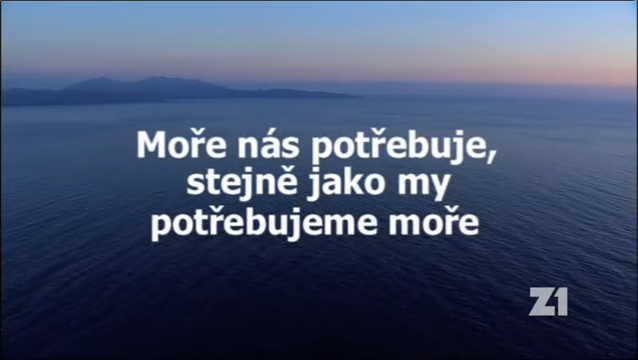 Moře nás potřebuje,
stejně jako my
potřebujeme moře
Z1